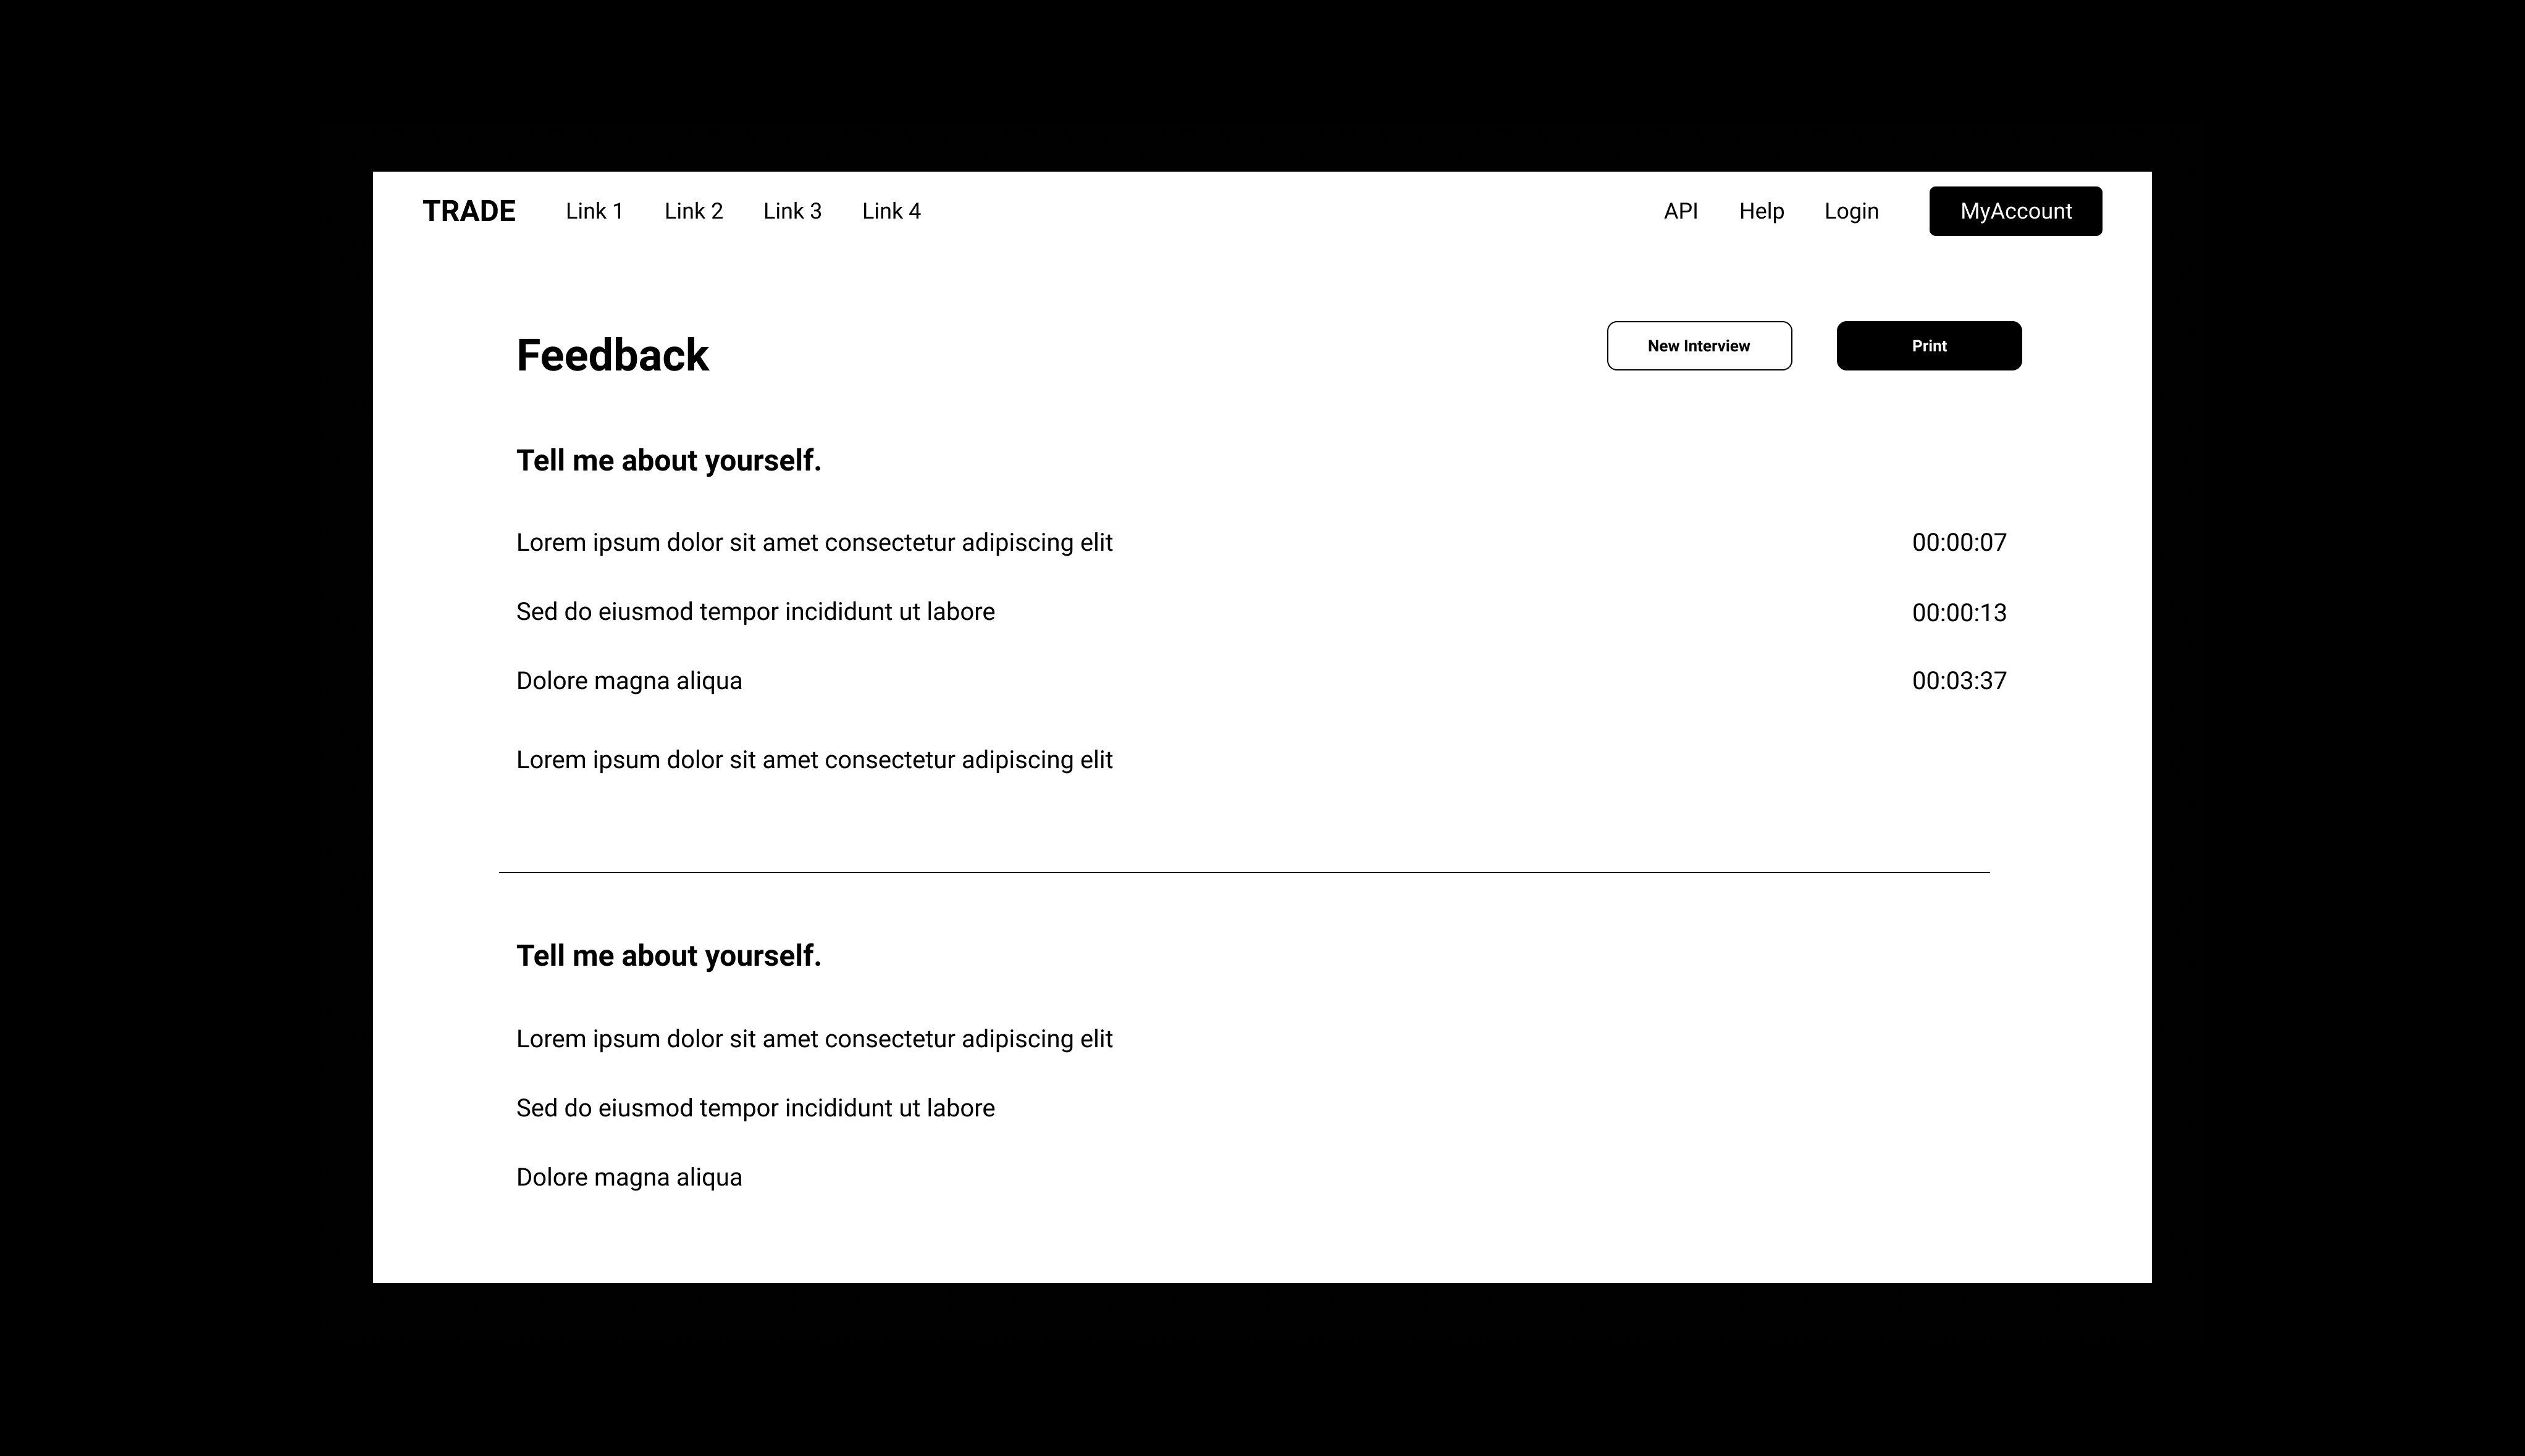 TRADE Link 1 Link 2 Link 3 Link 4 API Help Login MyAccount
Feedback New Interview Print
Tell me about yourself.
Lorem ipsum dolor sit amet consectetur adipiscing elit 00:00:07
Sed do eiusmod tempor incididunt ut labore 00:00:13
Dolore magna aliqua 00:03:37
Lorem ipsum dolor sit amet consectetur adipiscing elit
Tell me about yourself.
Lorem ipsum dolor sit amet consectetur adipiscing elit
Sed do eiusmod tempor incididunt ut labore
Dolore magna aliqua